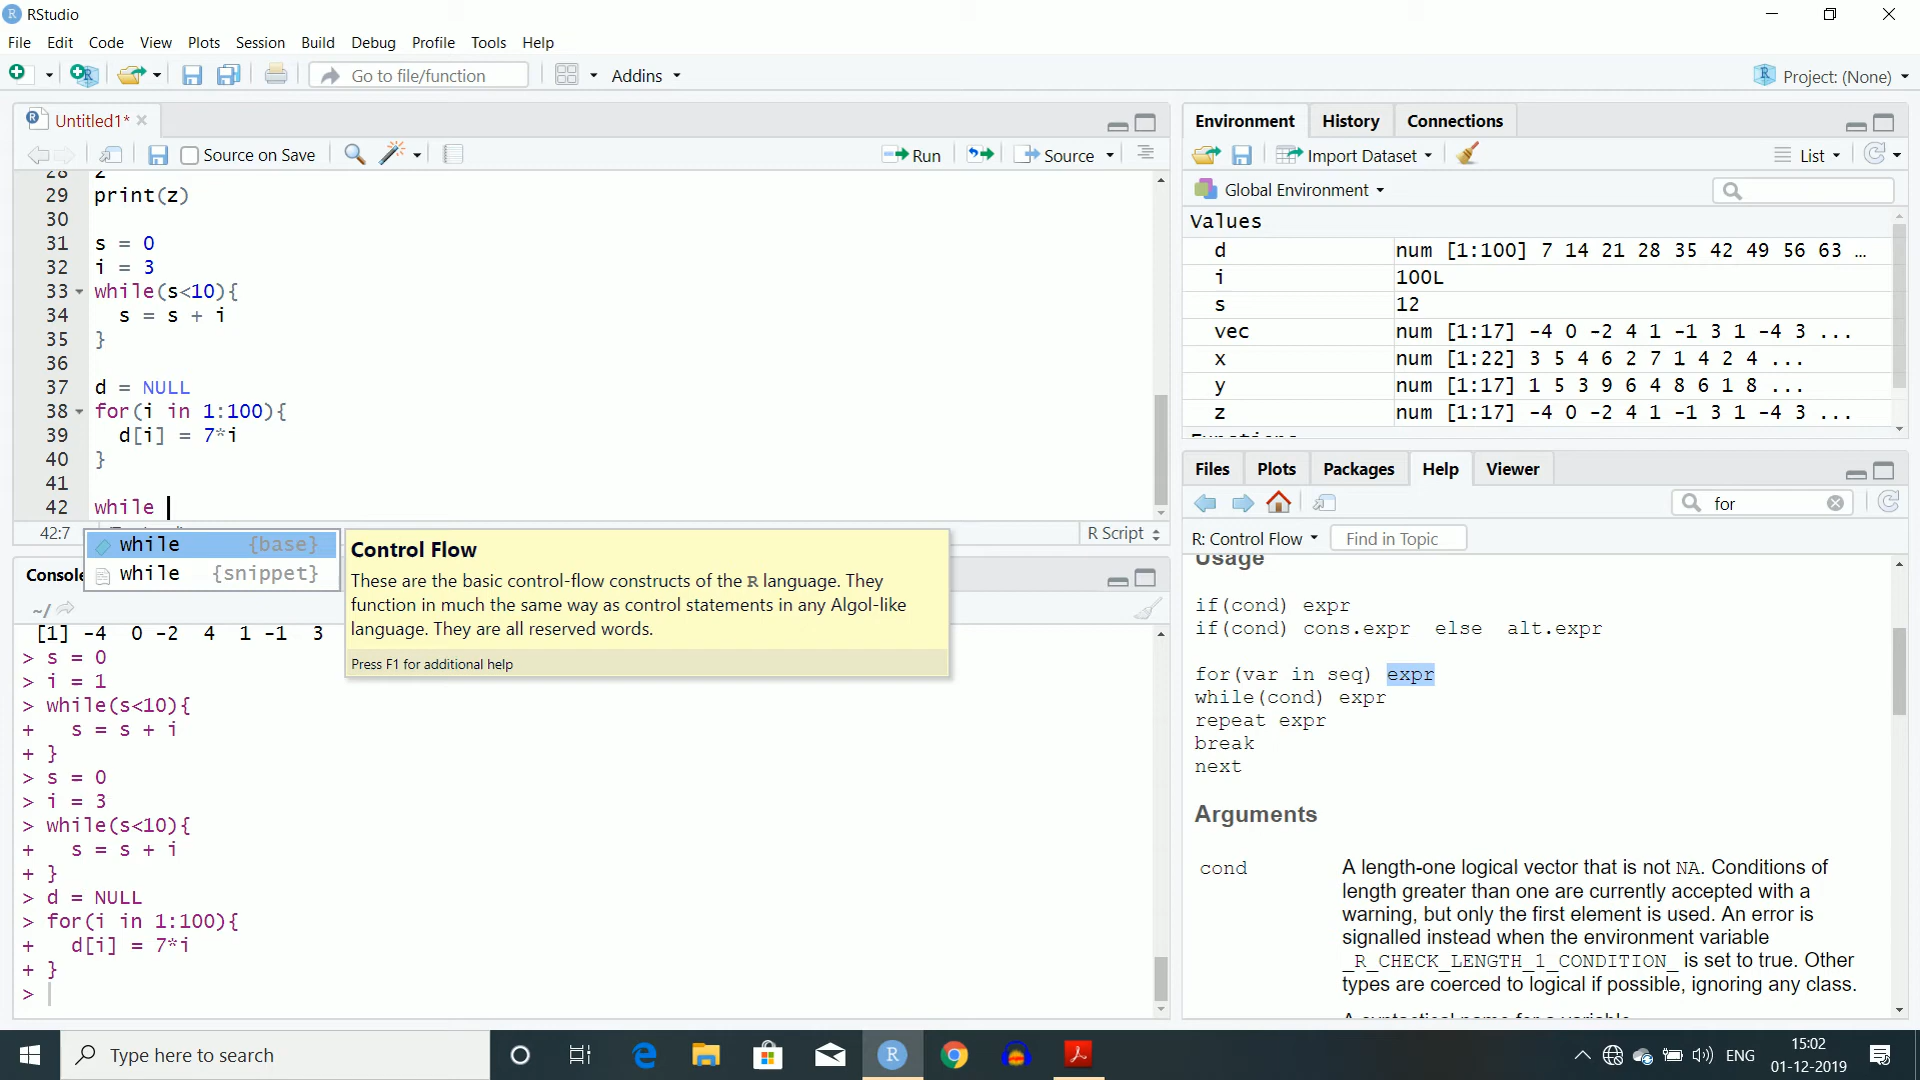 RStudio
File Edit Code View Plots Session Build Debug Profile Tools Help
Go to file/function Addins Project: (None)
Untitled1*
Source on Save Run Source
28 z
29 print(z)
30
31 s = 0
32 i = 3
33 while(s<10){
34 s = s + i
35 }
36
37 d = NULL
38 for(i in 1:100){
39 d[i] = 7*i
40 }
41
42 while
42:7 R Script
while {base}
while {snippet}
Control Flow
These are the basic control-flow constructs of the R language. They
function in much the same way as control statements in any Algol-like
language. They are all reserved words.
Press F1 for additional help
Console
~/
[1] -4 0 -2 4 1 -1 3
> s = 0
> i = 1
> while(s<10){
+ s = s + i
+ }
> s = 0
> i = 3
> while(s<10){
+ s = s + i
+ }
> d = NULL
> for(i in 1:100){
+ d[i] = 7*i
+ }
>
Environment History Connections
Import Dataset List
Global Environment
Values
d num [1:100] 7 14 21 28 35 42 49 56 63 …
i 100L
s 12
vec num [1:17] -4 0 -2 4 1 -1 3 1 -4 3 ...
x num [1:22] 3 5 4 6 2 7 1 4 2 4 ...
y num [1:17] 1 5 3 9 6 4 8 6 1 8 ...
z num [1:17] -4 0 -2 4 1 -1 3 1 -4 3 ...
Files Plots Packages Help Viewer
for
R: Control Flow Find in Topic
Usage
if(cond) expr
if(cond) cons.expr else alt.expr
for(var in seq) expr
while(cond) expr
repeat expr
break
next
Arguments
cond A length-one logical vector that is not NA. Conditions of
length greater than one are currently accepted with a
warning, but only the first element is used. An error is
signalled instead when the environment variable
_R_CHECK_LENGTH_1_CONDITION_ is set to true. Other
types are coerced to logical if possible, ignoring any class.
Type here to search
ENG
15:02
01-12-2019